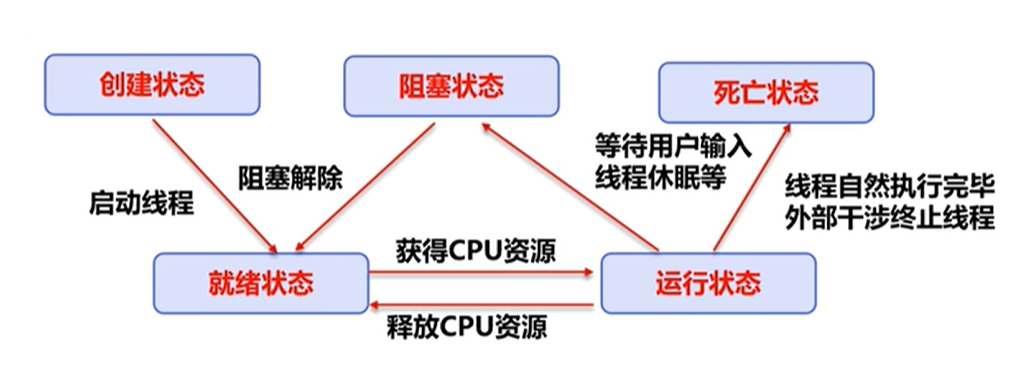 创建状态
阻塞状态
死亡状态
等待用户输入
线程休眠等
阻塞解除
启动线程
线程自然执行完毕
外部干涉终止线程
获得CPU资源
就绪状态
运行状态
释放CPU资源